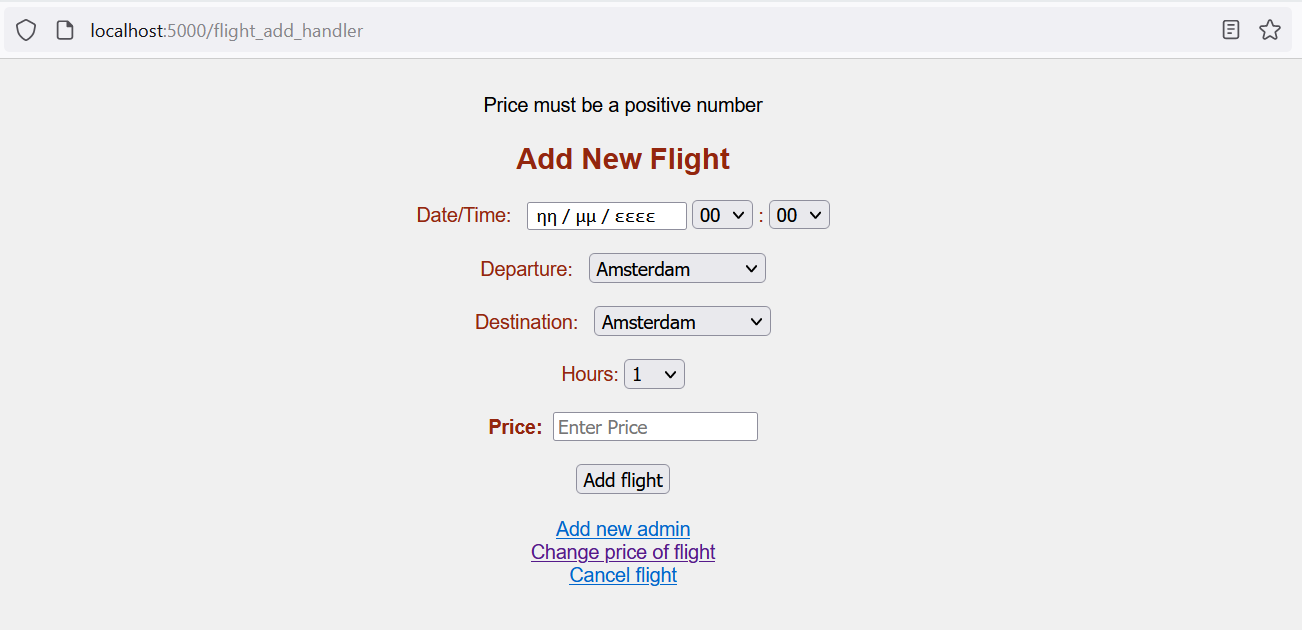 localhost:5000/flight_add_handler
Price must be a positive number
Add New Flight
Date/Time: ηη / μμ / εεεε 00 : 00
Departure: Amsterdam
Destination: Amsterdam
Hours: 1
Price: Enter Price
Add flight
Add new admin
Change price of flight
Cancel flight